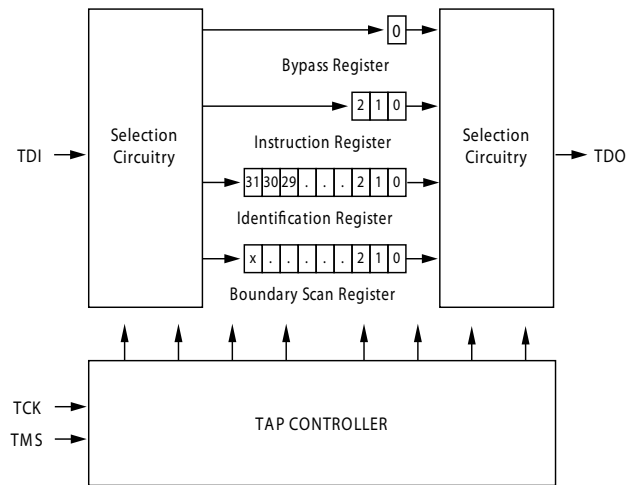 0
Bypass Register
2 1 0
Selection
Circuitry
Selection
Circuitry
TDI
TDO
Instruction Register
31 30 29 . . . 2 1 0
Identification Register
x . . . . . 2 1 0
Boundary Scan Register
TCK
TMS
TAP CONTROLLER